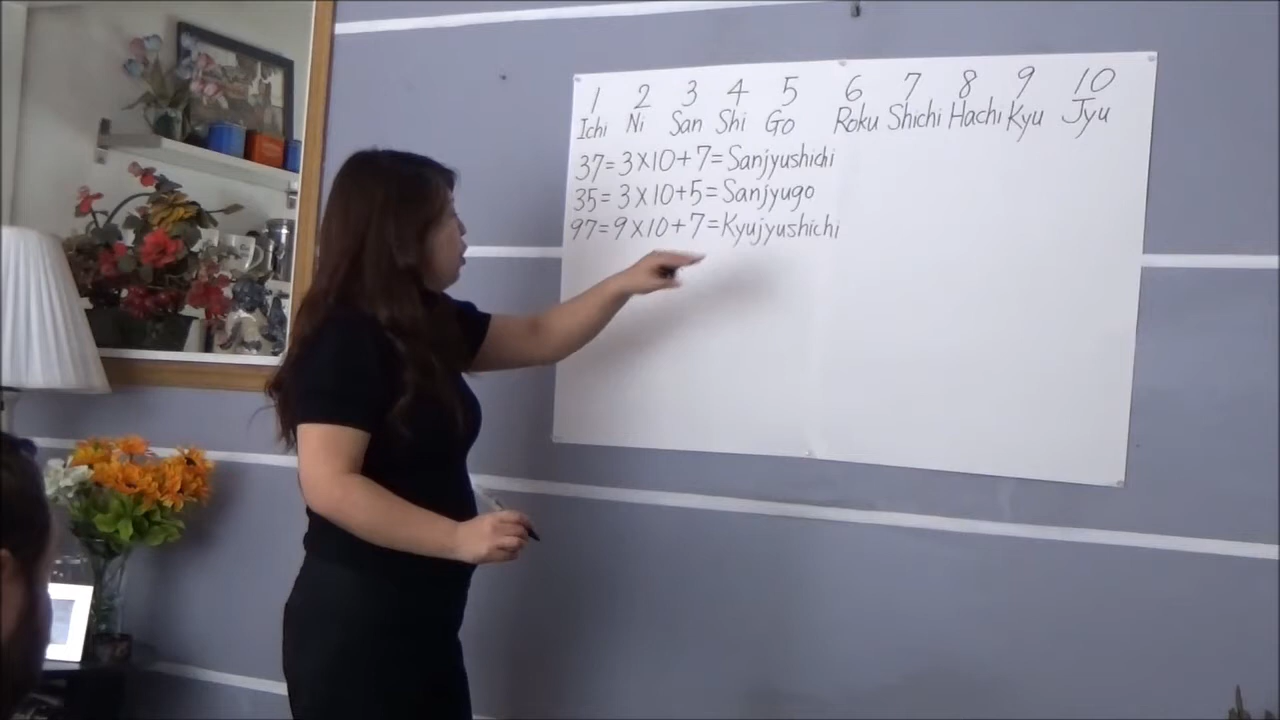 1 2 3 4 5 6 7 8 9 10
Ichi Ni San Shi Go Roku Shichi Hachi Kyu Jyu
37=3×10+7=Sanjyushichi
35=3×10+5=Sanjyugo
97=9×10+7=Kyujyushichi